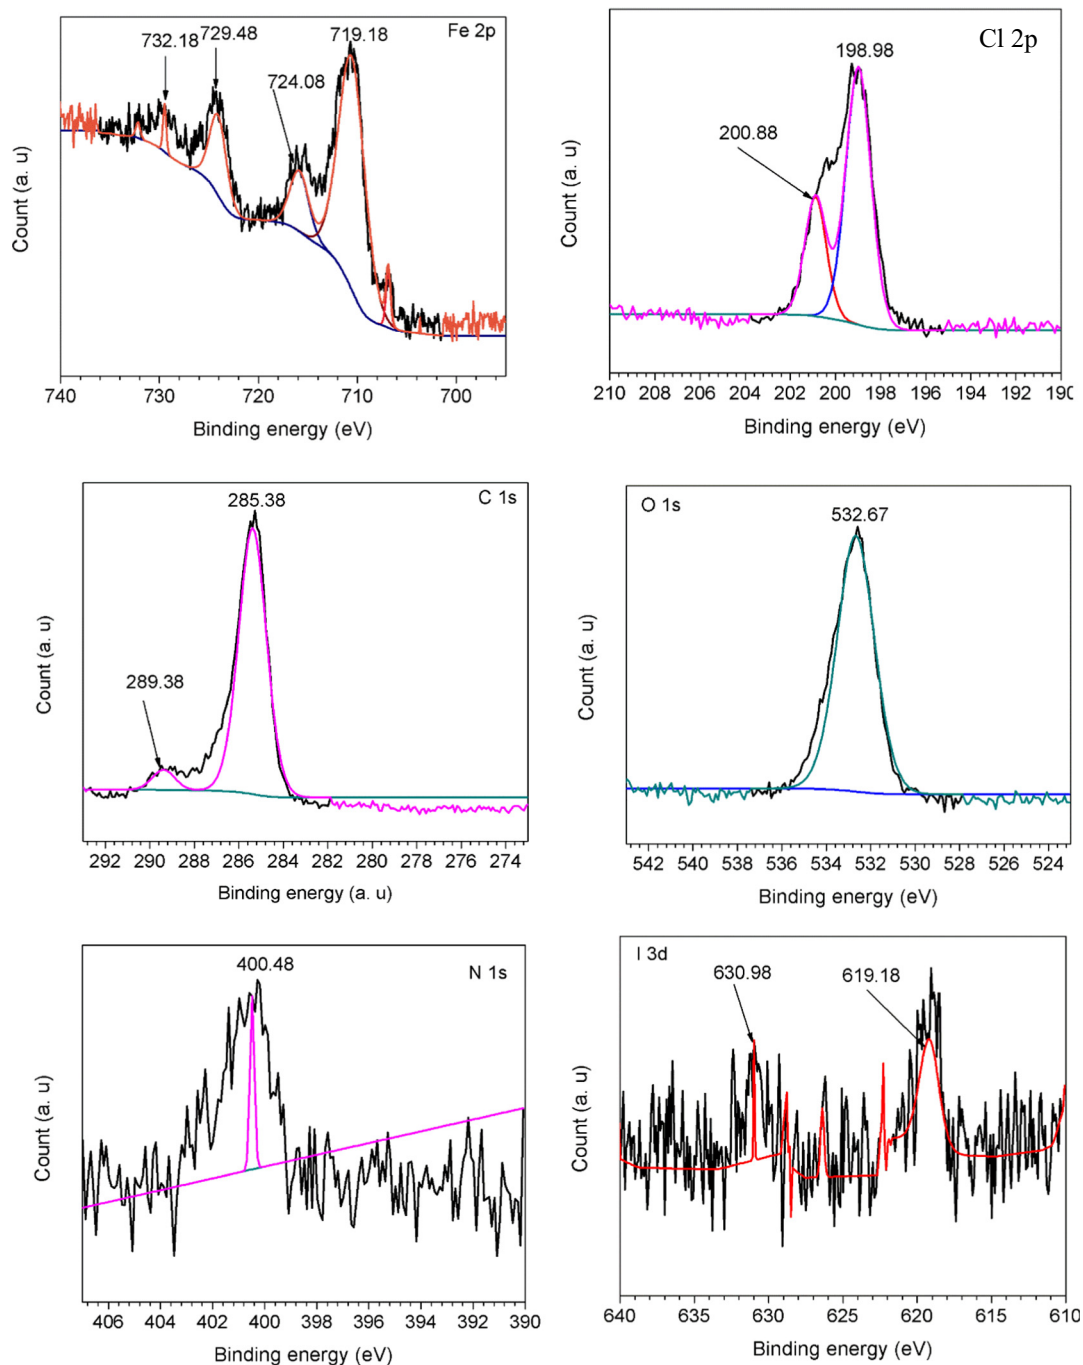 732.18
729.48
719.18
Fe 2p
724.08
Count (a. u)
740 730 720 710 700
Binding energy (eV)
198.98
Cl 2p
200.88
Count (a. u)
210 208 206 204 202 200 198 196 194 192 190
Binding energy (eV)
285.38
C 1s
289.38
Count (a. u)
292 290 288 286 284 282 280 278 276 274
Binding energy (a. u)
O 1s
532.67
Count (a. u)
542 540 538 536 534 532 530 528 526 524
Binding energy (eV)
400.48
N 1s
Count (a. u)
406 404 402 400 398 396 394 392 390
Binding energy (eV)
I 3d
630.98
619.18
Count (a. u)
640 635 630 625 620 615 610
Binding energy (eV)